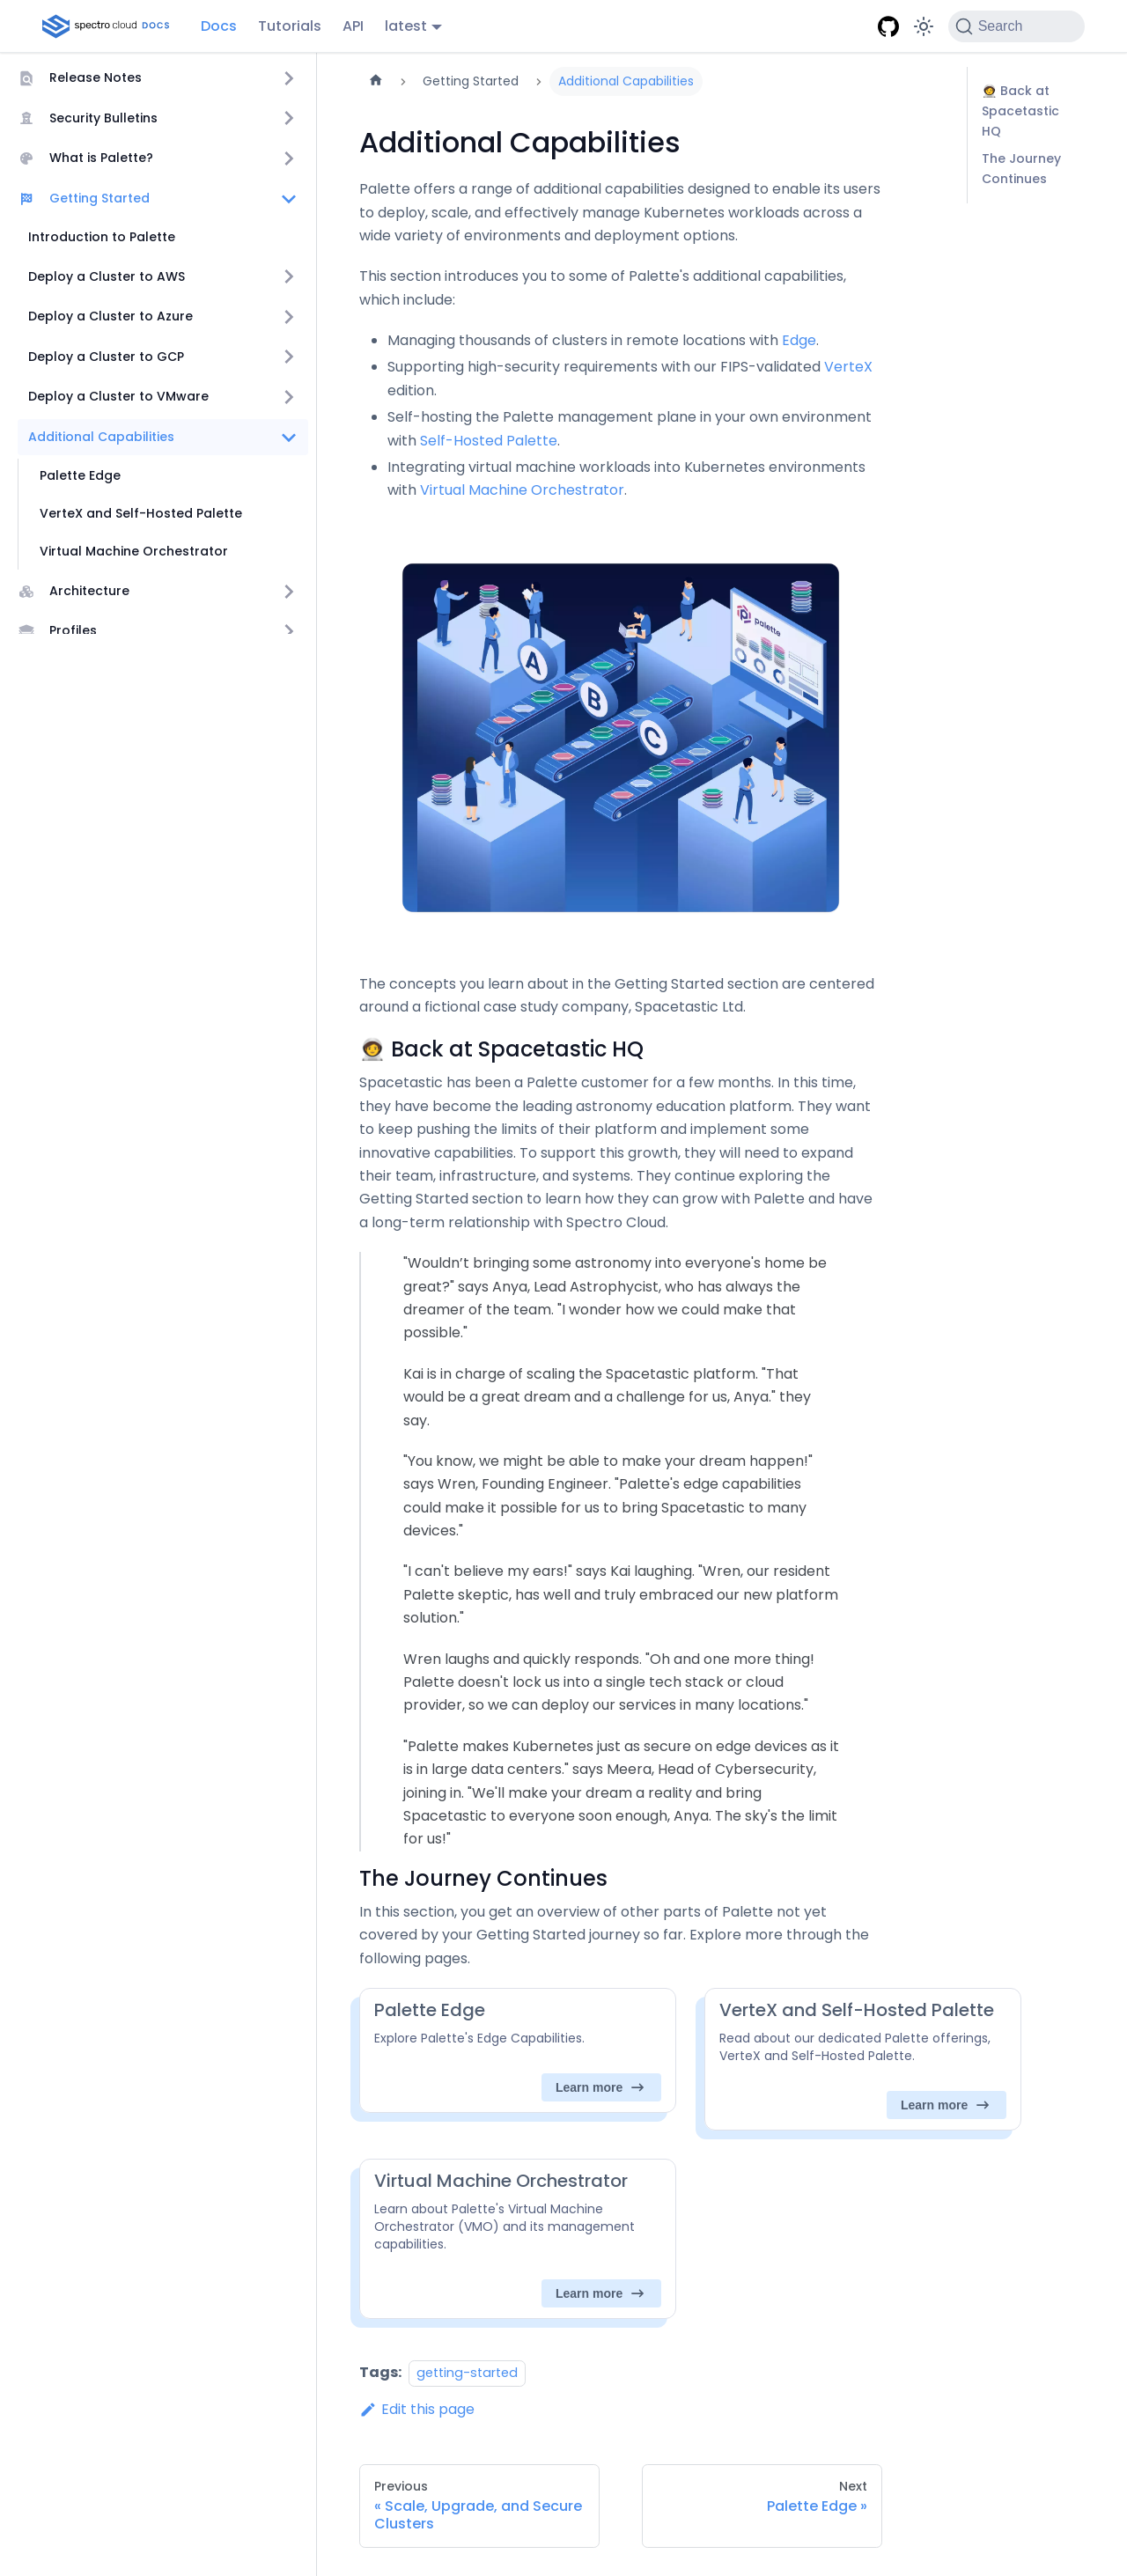 spectro cloud DOCS
Docs
Tutorials
API
latest
Search
Release Notes
Security Bulletins
What is Palette?
Getting Started
Introduction to Palette
Deploy a Cluster to AWS
Deploy a Cluster to Azure
Deploy a Cluster to GCP
Deploy a Cluster to VMware
Additional Capabilities
Palette Edge
VerteX and Self-Hosted Palette
Virtual Machine Orchestrator
Architecture
Profiles
Getting Started
Additional Capabilities
Additional Capabilities
Palette offers a range of additional capabilities designed to enable its users
to deploy, scale, and effectively manage Kubernetes workloads across a
wide variety of environments and deployment options.
This section introduces you to some of Palette's additional capabilities,
which include:
Managing thousands of clusters in remote locations with Edge.
Supporting high-security requirements with our FIPS-validated VerteX
edition.
Self-hosting the Palette management plane in your own environment
with Self-Hosted Palette.
Integrating virtual machine workloads into Kubernetes environments
with Virtual Machine Orchestrator.
palette
A
B
C
The concepts you learn about in the Getting Started section are centered
around a fictional case study company, Spacetastic Ltd.
🧑‍🚀 Back at Spacetastic HQ
Spacetastic has been a Palette customer for a few months. In this time,
they have become the leading astronomy education platform. They want
to keep pushing the limits of their platform and implement some
innovative capabilities. To support this growth, they will need to expand
their team, infrastructure, and systems. They continue exploring the
Getting Started section to learn how they can grow with Palette and have
a long-term relationship with Spectro Cloud.
"Wouldn’t bringing some astronomy into everyone's home be
great?" says Anya, Lead Astrophycist, who has always the
dreamer of the team. "I wonder how we could make that
possible."
Kai is in charge of scaling the Spacetastic platform. "That
would be a great dream and a challenge for us, Anya." they
say.
"You know, we might be able to make your dream happen!"
says Wren, Founding Engineer. "Palette's edge capabilities
could make it possible for us to bring Spacetastic to many
devices."
"I can't believe my ears!" says Kai laughing. "Wren, our resident
Palette skeptic, has well and truly embraced our new platform
solution."
Wren laughs and quickly responds. "Oh and one more thing!
Palette doesn't lock us into a single tech stack or cloud
provider, so we can deploy our services in many locations."
"Palette makes Kubernetes just as secure on edge devices as it
is in large data centers." says Meera, Head of Cybersecurity,
joining in. "We'll make your dream a reality and bring
Spacetastic to everyone soon enough, Anya. The sky's the limit
for us!"
The Journey Continues
In this section, you get an overview of other parts of Palette not yet
covered by your Getting Started journey so far. Explore more through the
following pages.
Palette Edge
Explore Palette's Edge Capabilities.
Learn more
VerteX and Self-Hosted Palette
Read about our dedicated Palette offerings,
VerteX and Self-Hosted Palette.
Learn more
Virtual Machine Orchestrator
Learn about Palette's Virtual Machine
Orchestrator (VMO) and its management
capabilities.
Learn more
Tags: getting-started
Edit this page
Previous
« Scale, Upgrade, and Secure
Clusters
Next
Palette Edge »
🧑‍🚀 Back at
Spacetastic
HQ
The Journey
Continues